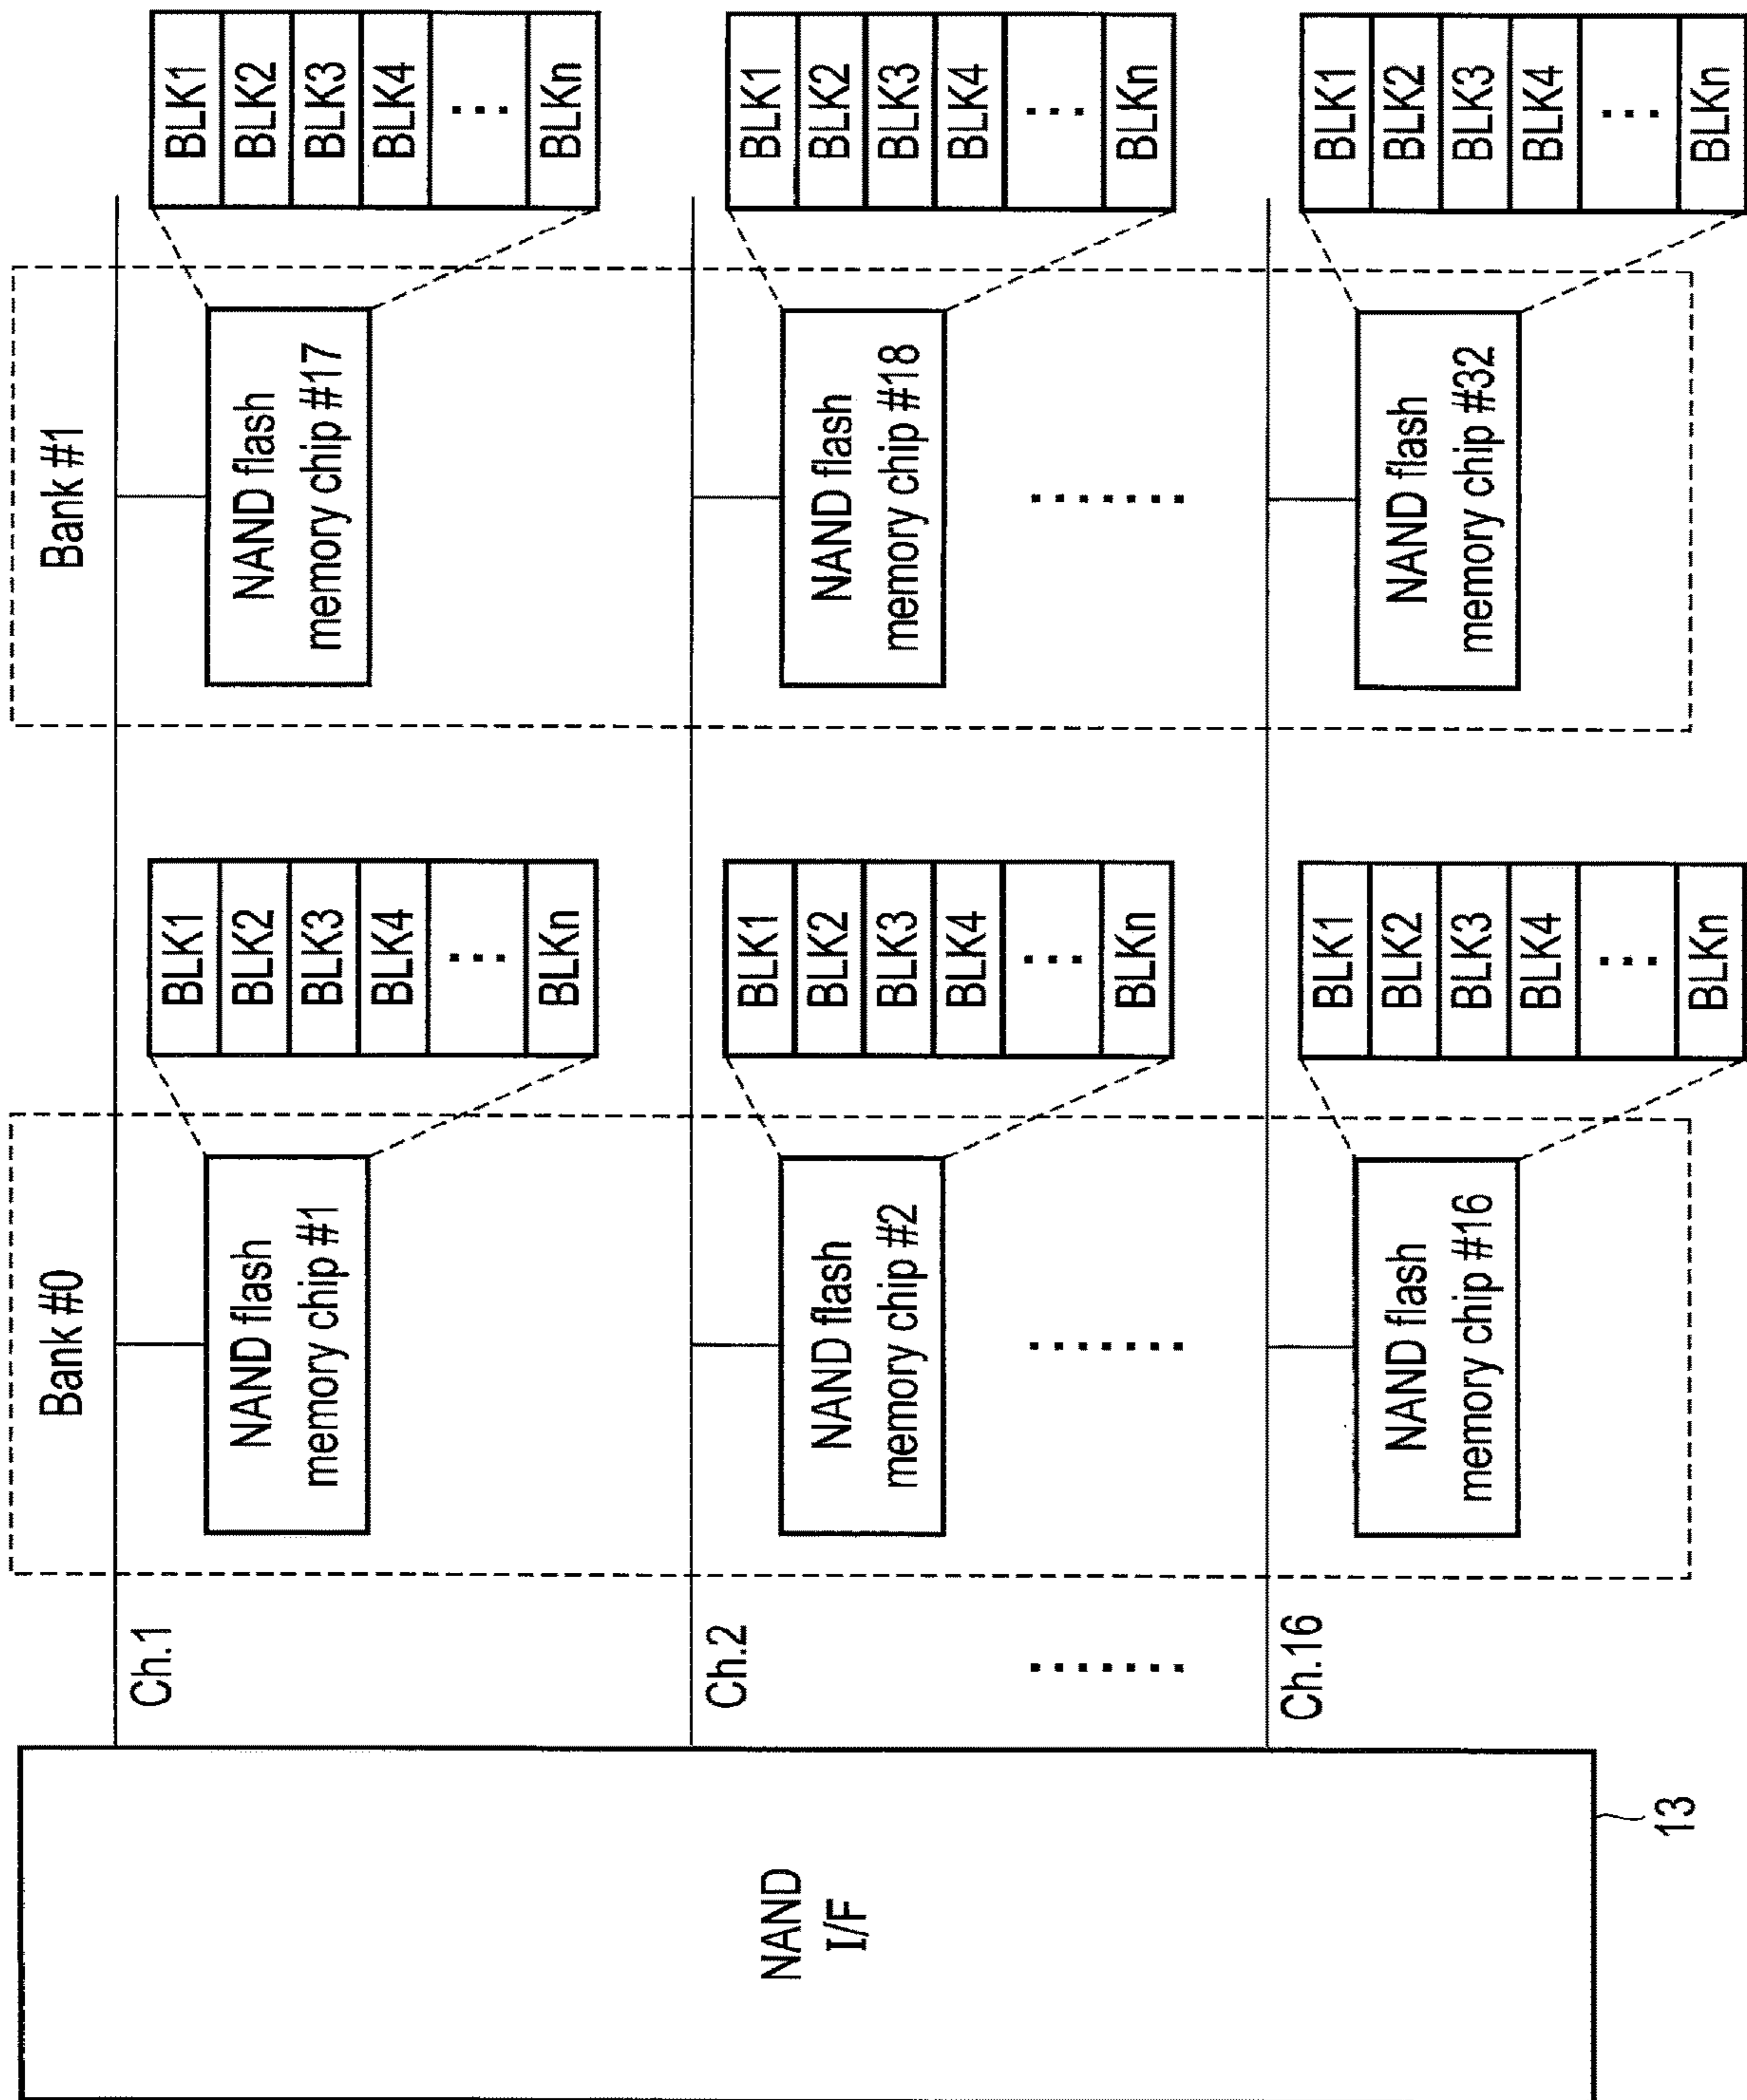 Bank #0
Bank #1
NAND
I/F
13
Ch.1
NAND flash
memory chip #1
BLK1
BLK2
BLK3
BLK4
...
BLKn
NAND flash
memory chip #17
BLK1
BLK2
BLK3
BLK4
...
BLKn
Ch.2
NAND flash
memory chip #2
BLK1
BLK2
BLK3
BLK4
...
BLKn
NAND flash
memory chip #18
BLK1
BLK2
BLK3
BLK4
...
BLKn
Ch.16
NAND flash
memory chip #16
BLK1
BLK2
BLK3
BLK4
...
BLKn
NAND flash
memory chip #32
BLK1
BLK2
BLK3
BLK4
...
BLKn